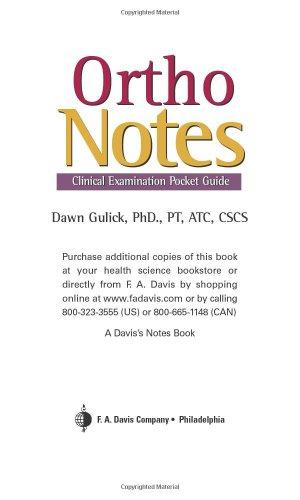 Ortho
Notes
Clinical Examination Pocket Guide
Dawn Gulick, PhD., PT, ATC, CSCS
Purchase additional copies of this book
at your health science bookstore or
directly from F. A. Davis by shopping
online at www.fadavis.com or by calling
800-323-3555 (US) or 800-665-1148 (CAN)
A Davis's Notes Book
F. A. Davis Company • Philadelphia